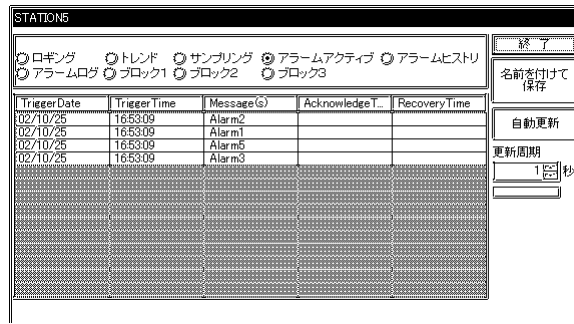 STATION5
終 了
ロギング トレンド サンプリング アラームアクティブ アラームヒストリ
アラームログ ブロック1 ブロック2 ブロック3
名前を付けて
保存
TriggerDate TriggerTime Message(s) AcknowledgeT... RecoveryTime
02/10/25 16:53:09 Alarm2
02/10/25 16:53:09 Alarm1
02/10/25 16:53:09 Alarm5
02/10/25 16:53:09 Alarm3
自動更新
更新周期
1 秒